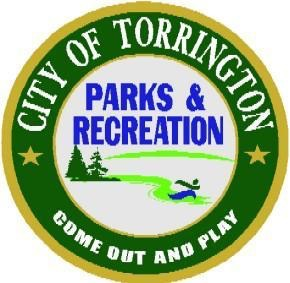 CITY OF TORRINGTON
PARKS &
RECREATION
COME OUT AND PLAY